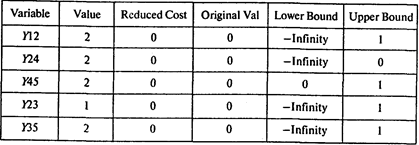 Variable Value Reduced Cost Original Val Lower Bound Upper Bound
Y12 2 0 0 −Infinity 1
Y24 2 0 0 −Infinity 0
Y45 2 0 0 0 1
Y23 1 0 0 −Infinity 1
Y35 2 0 0 −Infinity 1